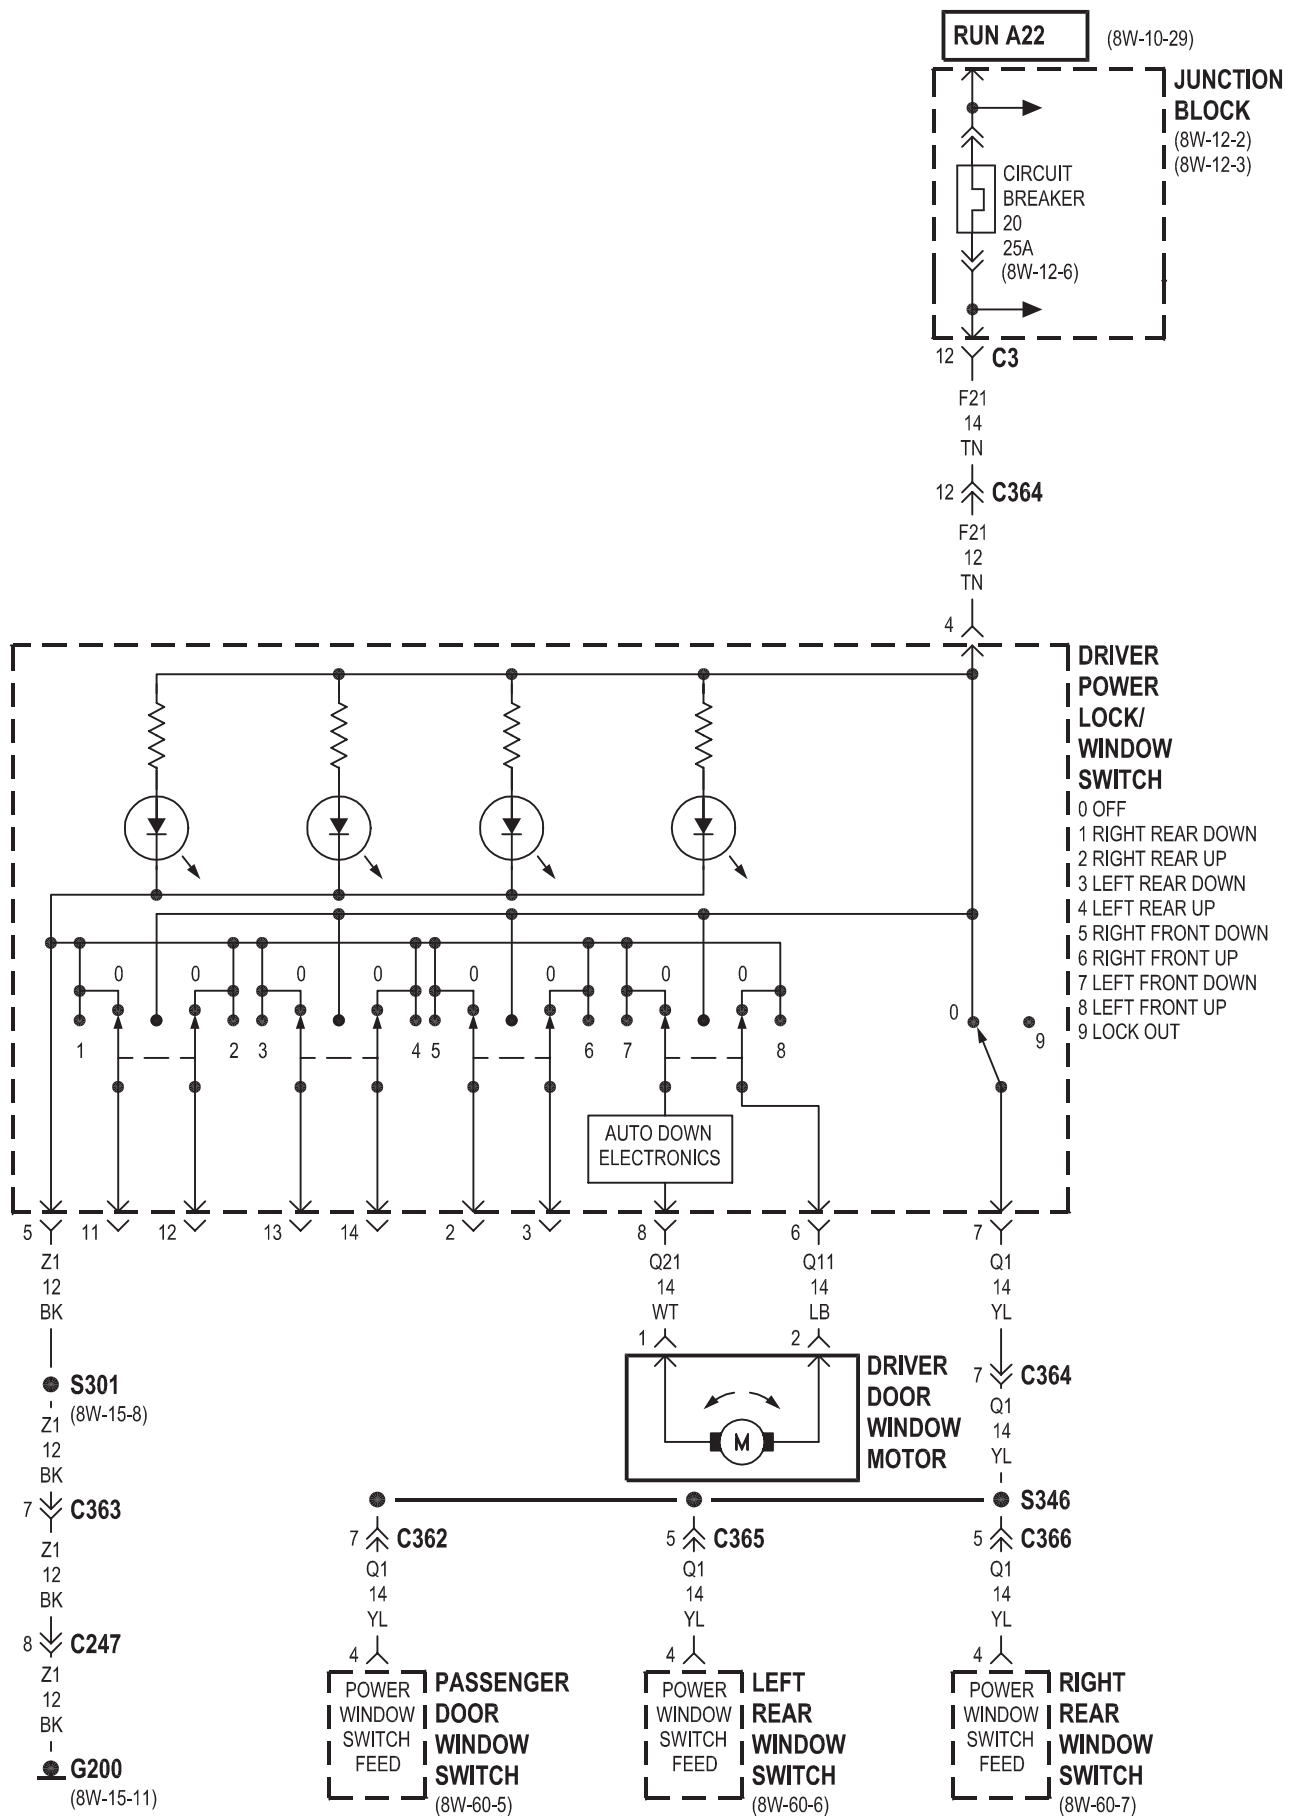 RUN A22 (8W-10-29)
JUNCTION
BLOCK
(8W-12-2)
(8W-12-3)
CIRCUIT
BREAKER
20
25A
(8W-12-6)
12 C3
F21
14
TN
12 C364
F21
12
TN
4
DRIVER
POWER
LOCK/
WINDOW
SWITCH
0 OFF
1 RIGHT REAR DOWN
2 RIGHT REAR UP
3 LEFT REAR DOWN
4 LEFT REAR UP
5 RIGHT FRONT DOWN
6 RIGHT FRONT UP
7 LEFT FRONT DOWN
8 LEFT FRONT UP
9 LOCK OUT
0 0 0 0 0 0 0 0
0 9
1 2 3 4 5 6 7 8
AUTO DOWN
ELECTRONICS
5 11 12 13 14 2 3 8 6 7
Z1 Q21 Q11 Q1
12 14 14 14
BK WT LB YL
1 2
DRIVER
DOOR
WINDOW
MOTOR
M
S301
(8W-15-8)
Z1
12
BK
7 C363
Z1
12
BK
8 C247
Z1
12
BK
G200
(8W-15-11)
7 C364
Q1
14
YL
S346
7 C362 5 C365 5 C366
Q1 Q1 Q1
14 14 14
YL YL YL
4 4 4
POWER
WINDOW
SWITCH
FEED
PASSENGER
DOOR
WINDOW
SWITCH
(8W-60-5)
POWER
WINDOW
SWITCH
FEED
LEFT
REAR
WINDOW
SWITCH
(8W-60-6)
POWER
WINDOW
SWITCH
FEED
RIGHT
REAR
WINDOW
SWITCH
(8W-60-7)